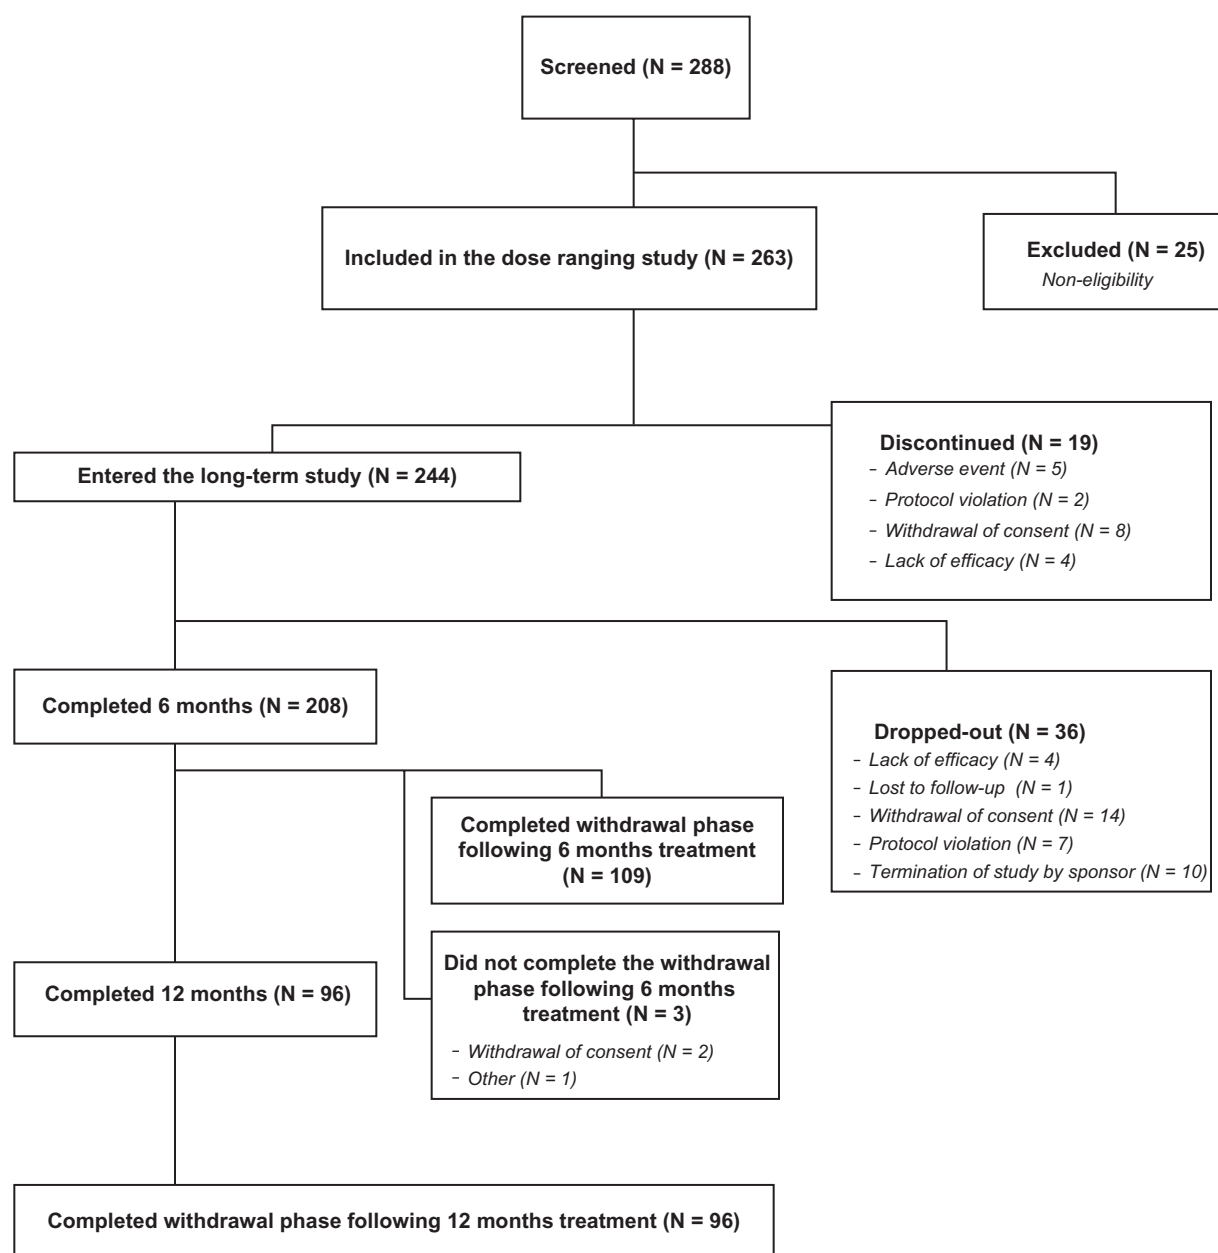 Screened (N = 288)
Included in the dose ranging study (N = 263)
Excluded (N = 25)
Non-eligibility
Discontinued (N = 19)
- Adverse event (N = 5)
- Protocol violation (N = 2)
- Withdrawal of consent (N = 8)
- Lack of efficacy (N = 4)
Entered the long-term study (N = 244)
Completed 6 months (N = 208)
Dropped-out (N = 36)
- Lack of efficacy (N = 4)
- Lost to follow-up (N = 1)
- Withdrawal of consent (N = 14)
- Protocol violation (N = 7)
- Termination of study by sponsor (N = 10)
Completed withdrawal phase
following 6 months treatment
(N = 109)
Did not complete the withdrawal
phase following 6 months
treatment (N = 3)
- Withdrawal of consent (N = 2)
- Other (N = 1)
Completed 12 months (N = 96)
Completed withdrawal phase following 12 months treatment (N = 96)